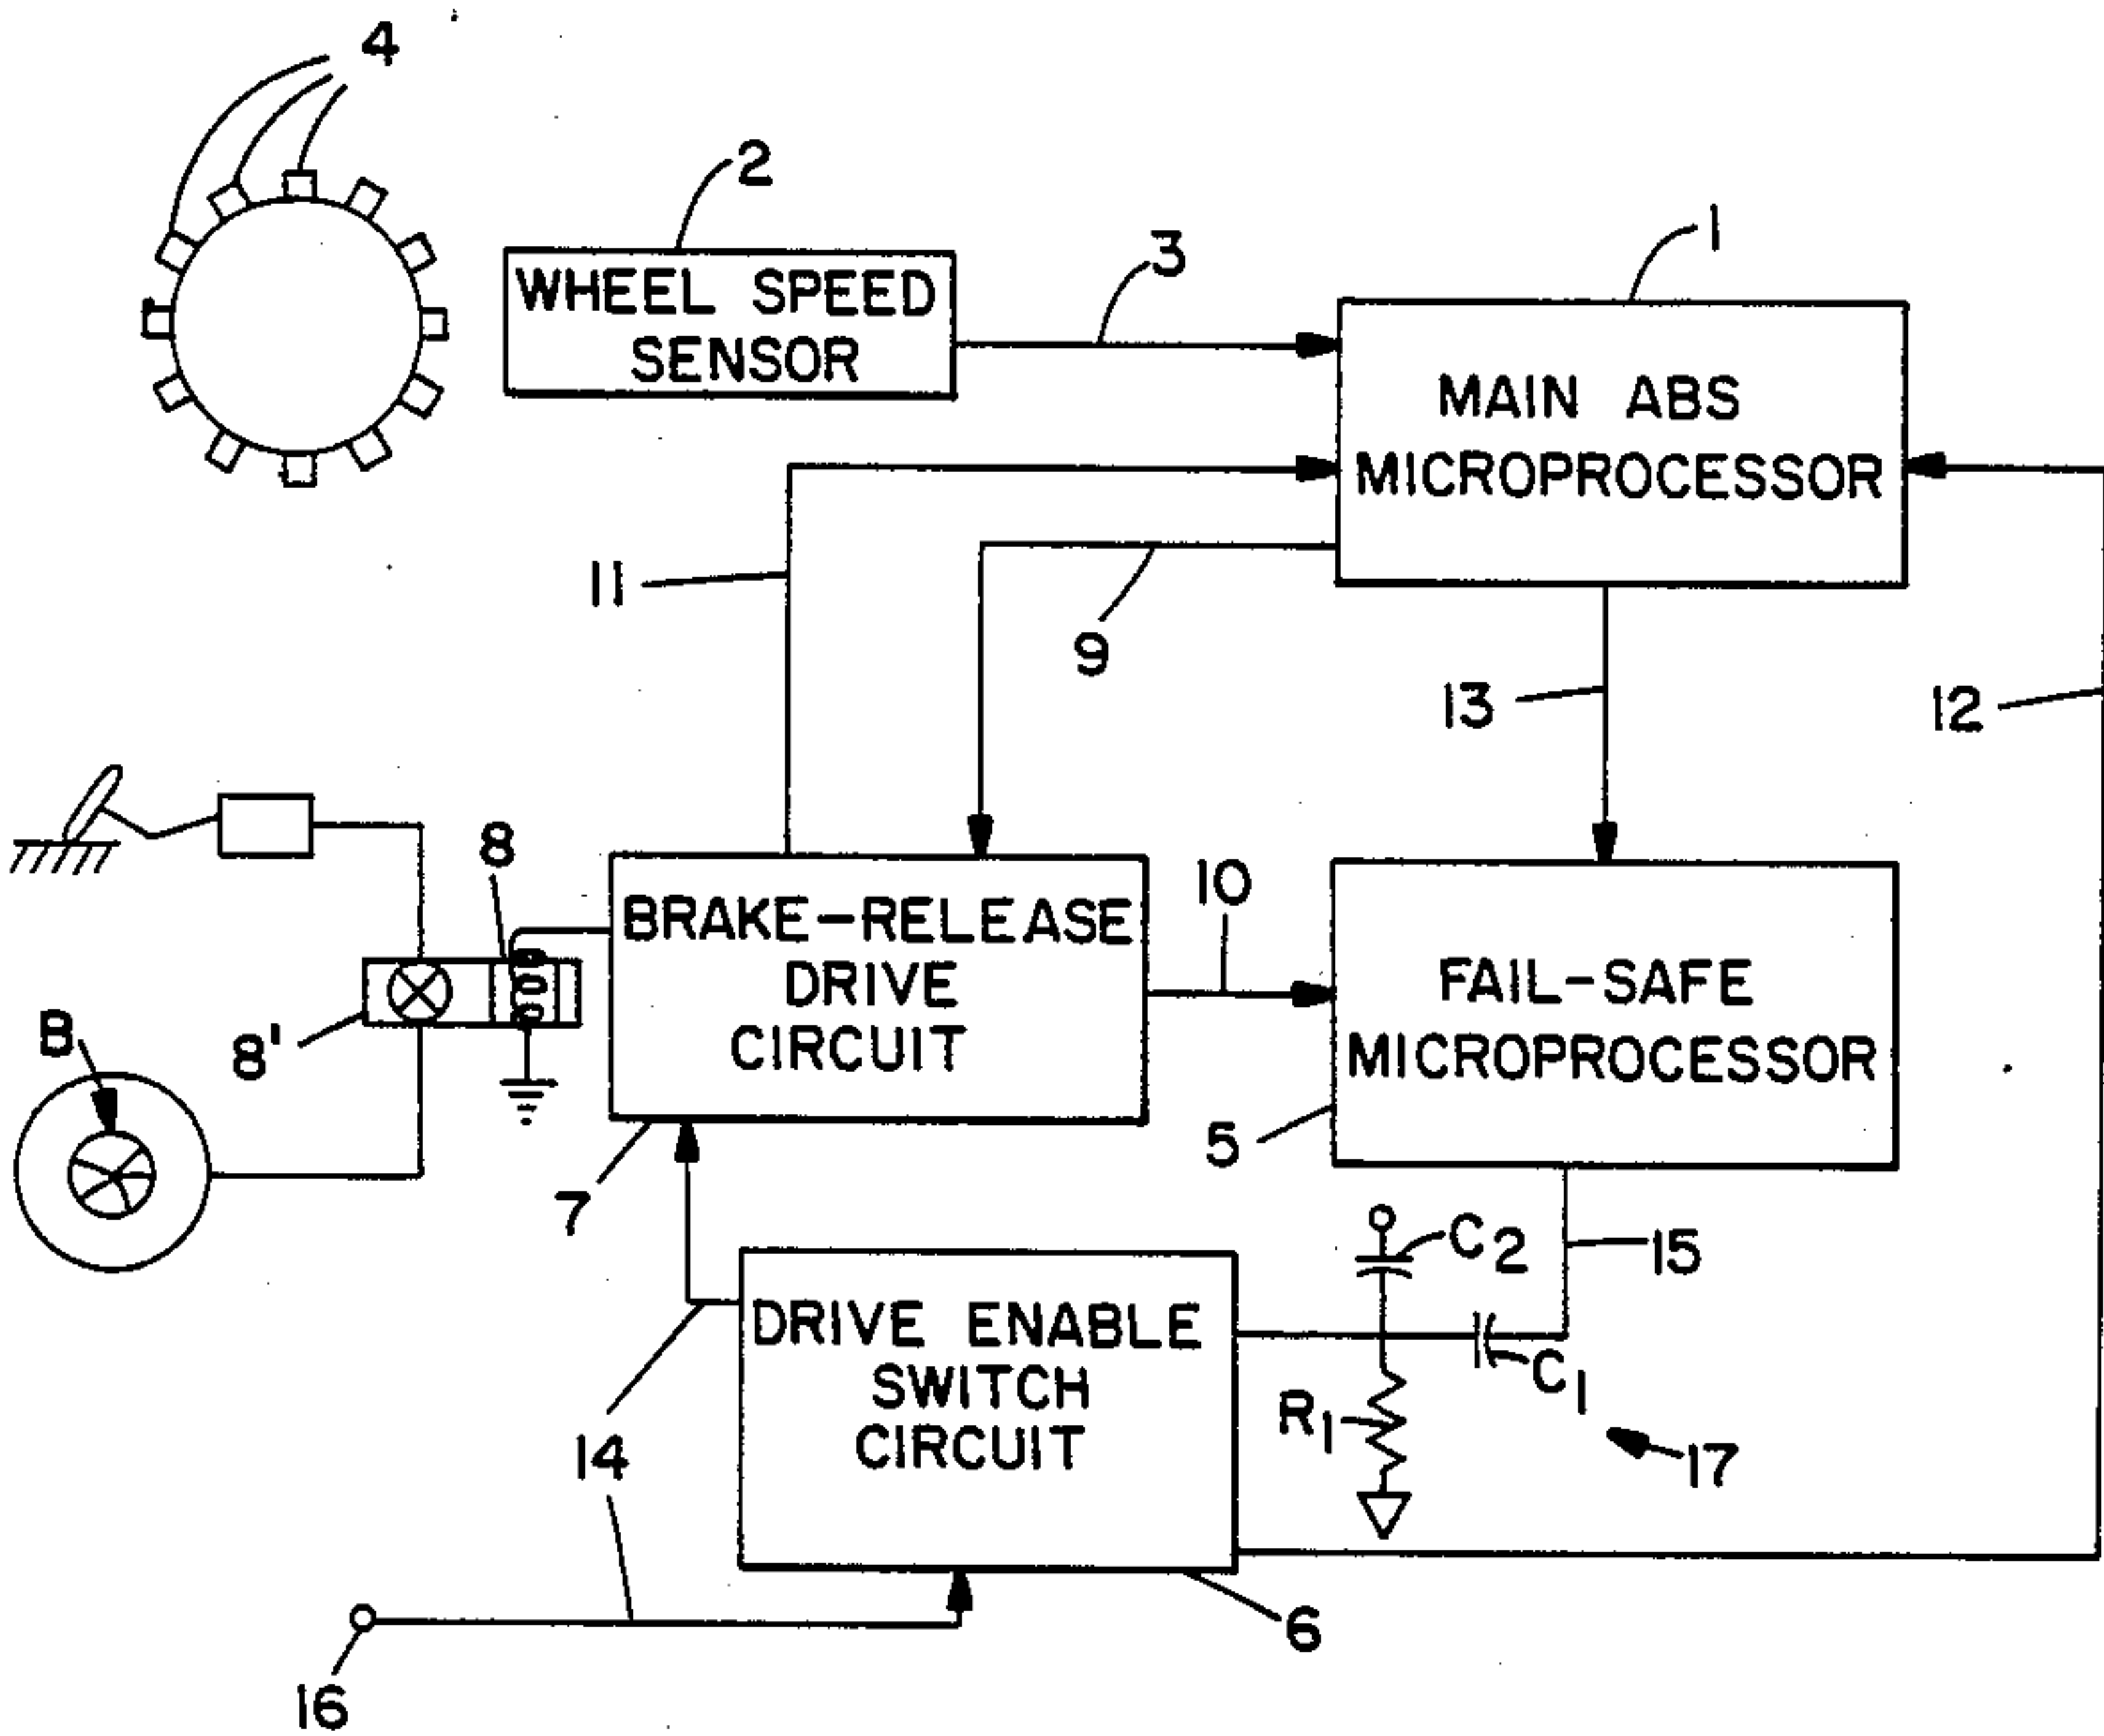 4
2
1
3
WHEEL SPEED
SENSOR
MAIN ABS
MICROPROCESSOR
11
9
13
12
8
10
BRAKE-RELEASE
DRIVE
CIRCUIT
FAIL-SAFE
MICROPROCESSOR
B
8'
5
7
C2
15
DRIVE ENABLE
SWITCH
CIRCUIT
C1
R1
14
17
6
16